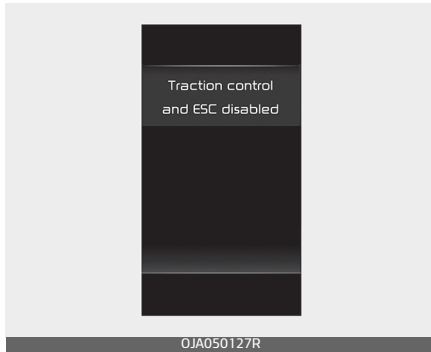 Traction control
and ESC disabled
OJA050127R